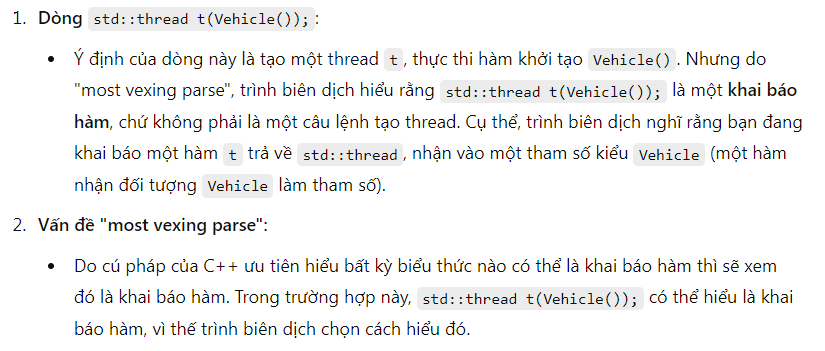 1. Dòng std::thread t(Vehicle()); :
• Ý định của dòng này là tạo một thread t , thực thi hàm khởi tạo Vehicle() . Nhưng do
"most vexing parse", trình biên dịch hiểu rằng std::thread t(Vehicle()); là một khai báo
hàm, chứ không phải là một câu lệnh tạo thread. Cụ thể, trình biên dịch nghĩ rằng bạn đang
khai báo một hàm t trả về std::thread , nhận vào một tham số kiểu Vehicle (một hàm
nhận đối tượng Vehicle làm tham số).
2. Vấn đề "most vexing parse":
• Do cú pháp của C++ ưu tiên hiểu bất kỳ biểu thức nào có thể là khai báo hàm thì sẽ xem
đó là khai báo hàm. Trong trường hợp này, std::thread t(Vehicle()); có thể hiểu là khai
báo hàm, vì thế trình biên dịch chọn cách hiểu đó.